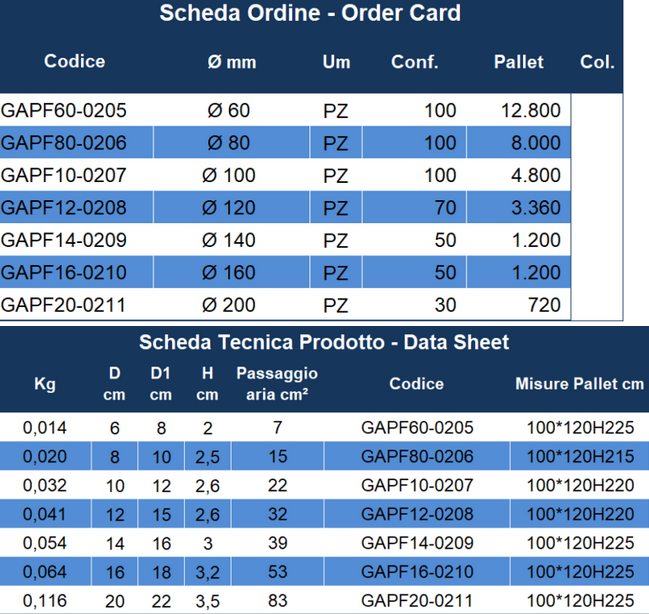 Scheda Ordine - Order Card
Codice Ø mm Um Conf. Pallet Col.
GAPF60-0205 Ø 60 PZ 100 12.800
GAPF80-0206 Ø 80 PZ 100 8.000
GAPF10-0207 Ø 100 PZ 100 4.800
GAPF12-0208 Ø 120 PZ 70 3.360
GAPF14-0209 Ø 140 PZ 50 1.200
GAPF16-0210 Ø 160 PZ 50 1.200
GAPF20-0211 Ø 200 PZ 30 720
Scheda Tecnica Prodotto - Data Sheet
Kg D cm D1 cm H cm Passaggio aria cm² Codice Misure Pallet cm
0,014 6 8 2 7 GAPF60-0205 100*120H225
0,020 8 10 2,5 15 GAPF80-0206 100*120H215
0,032 10 12 2,6 22 GAPF10-0207 100*120H220
0,041 12 15 2,6 32 GAPF12-0208 100*120H220
0,054 14 16 3 39 GAPF14-0209 100*120H225
0,064 16 18 3,2 53 GAPF16-0210 100*120H225
0,116 20 22 3,5 83 GAPF20-0211 100*120H225